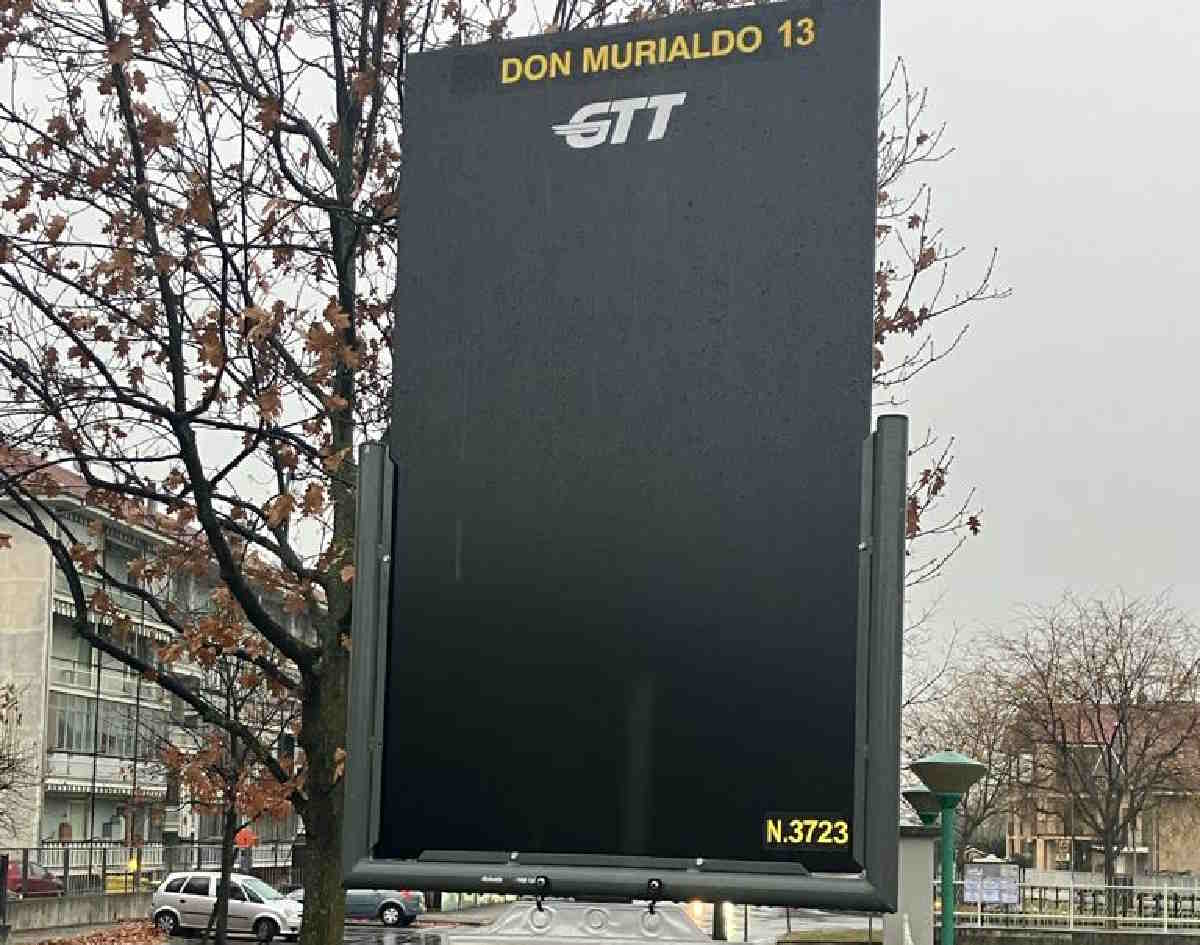 DON MURIALDO 13
GTT
N.3723